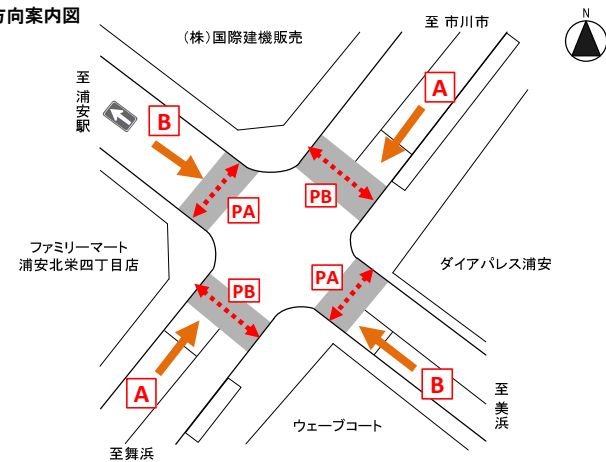 方向案内図
(株)国際建機販売
至 市川市
N
至 浦安駅
B
A
PA
PB
ファミリーマート
浦安北栄四丁目店
PB
PA
ダイアパレス浦安
A
B
至 美浜
ウェーブコート
至舞浜